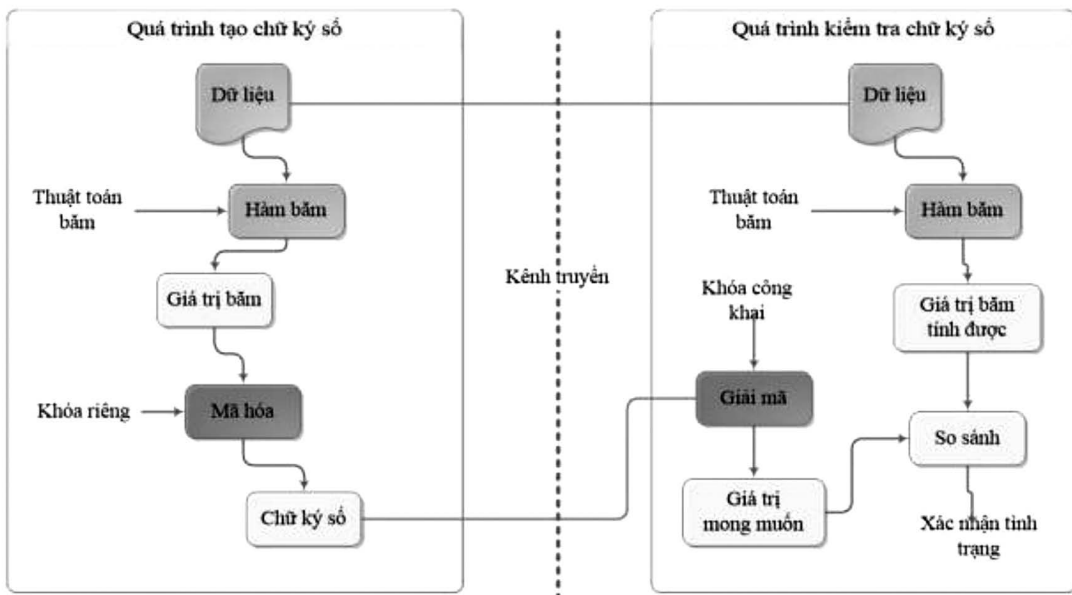 Quá trình tạo chữ ký số
Dữ liệu
Thuật toán
băm
Hàm băm
Giá trị băm
Khóa riêng
Mã hóa
Chữ ký số
Kênh truyền
Quá trình kiểm tra chữ ký số
Dữ liệu
Thuật toán
băm
Hàm băm
Khóa công
khai
Giá trị băm
tính được
Giải mã
So sánh
Giá trị
mong muốn
Xác nhận tình
trạng